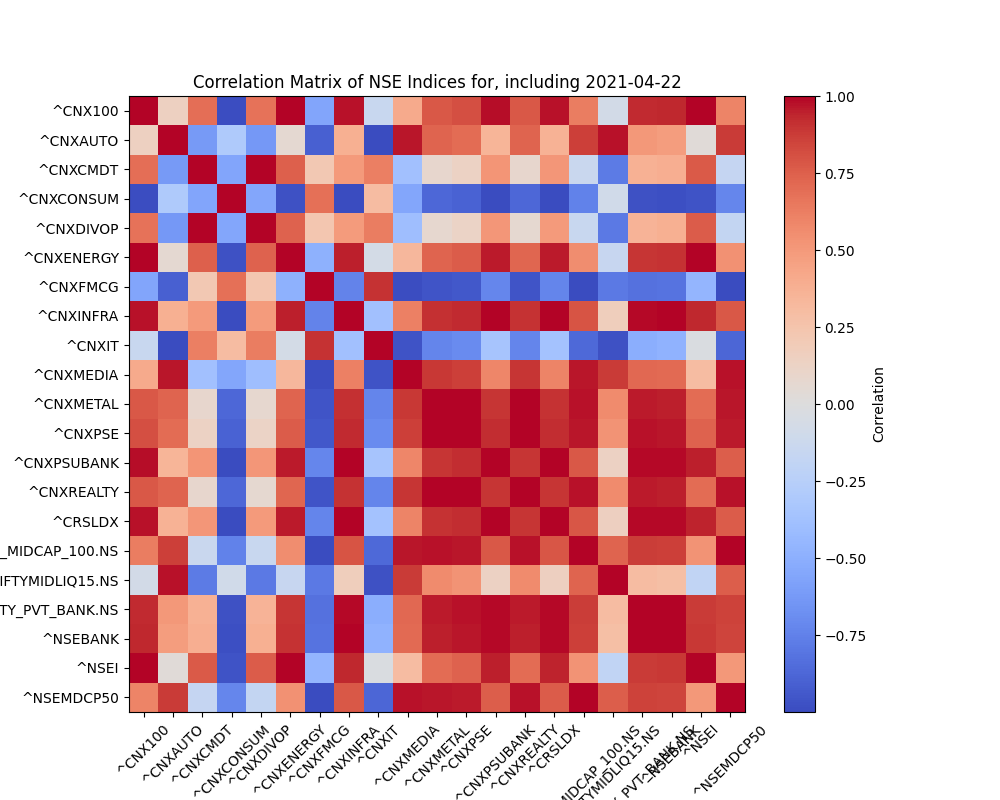 Correlation Matrix of NSE Indices for, including 2021-04-22
^CNX100
^CNXAUTO
^CNXCMDT
^CNXCONSUM
^CNXDIVOP
^CNXENERGY
^CNXFMCG
^CNXINFRA
^CNXIT
^CNXMEDIA
^CNXMETAL
^CNXPSE
^CNXPSUBANK
^CNXREALTY
^CRSLDX
_MIDCAP_100.NS
IFTYMIDLIQ15.NS
TY_PVT_BANK.NS
^NSEBANK
^NSEI
^NSEMDCP50
^CNX100
^CNXAUTO
^CNXCMDT
^CNXCONSUM
^CNXDIVOP
^CNXENERGY
^CNXFMCG
^CNXINFRA
^CNXIT
^CNXMEDIA
^CNXMETAL
^CNXPSE
^CNXPSUBANK
^CNXREALTY
^CRSLDX
MIDCAP_100.NS
TYMIDLIQ15.NS
PVT_BANK.NS
^NSEBANK
^NSEI
^NSEMDCP50
1.00
0.75
0.50
0.25
0.00
−0.25
−0.50
−0.75
Correlation